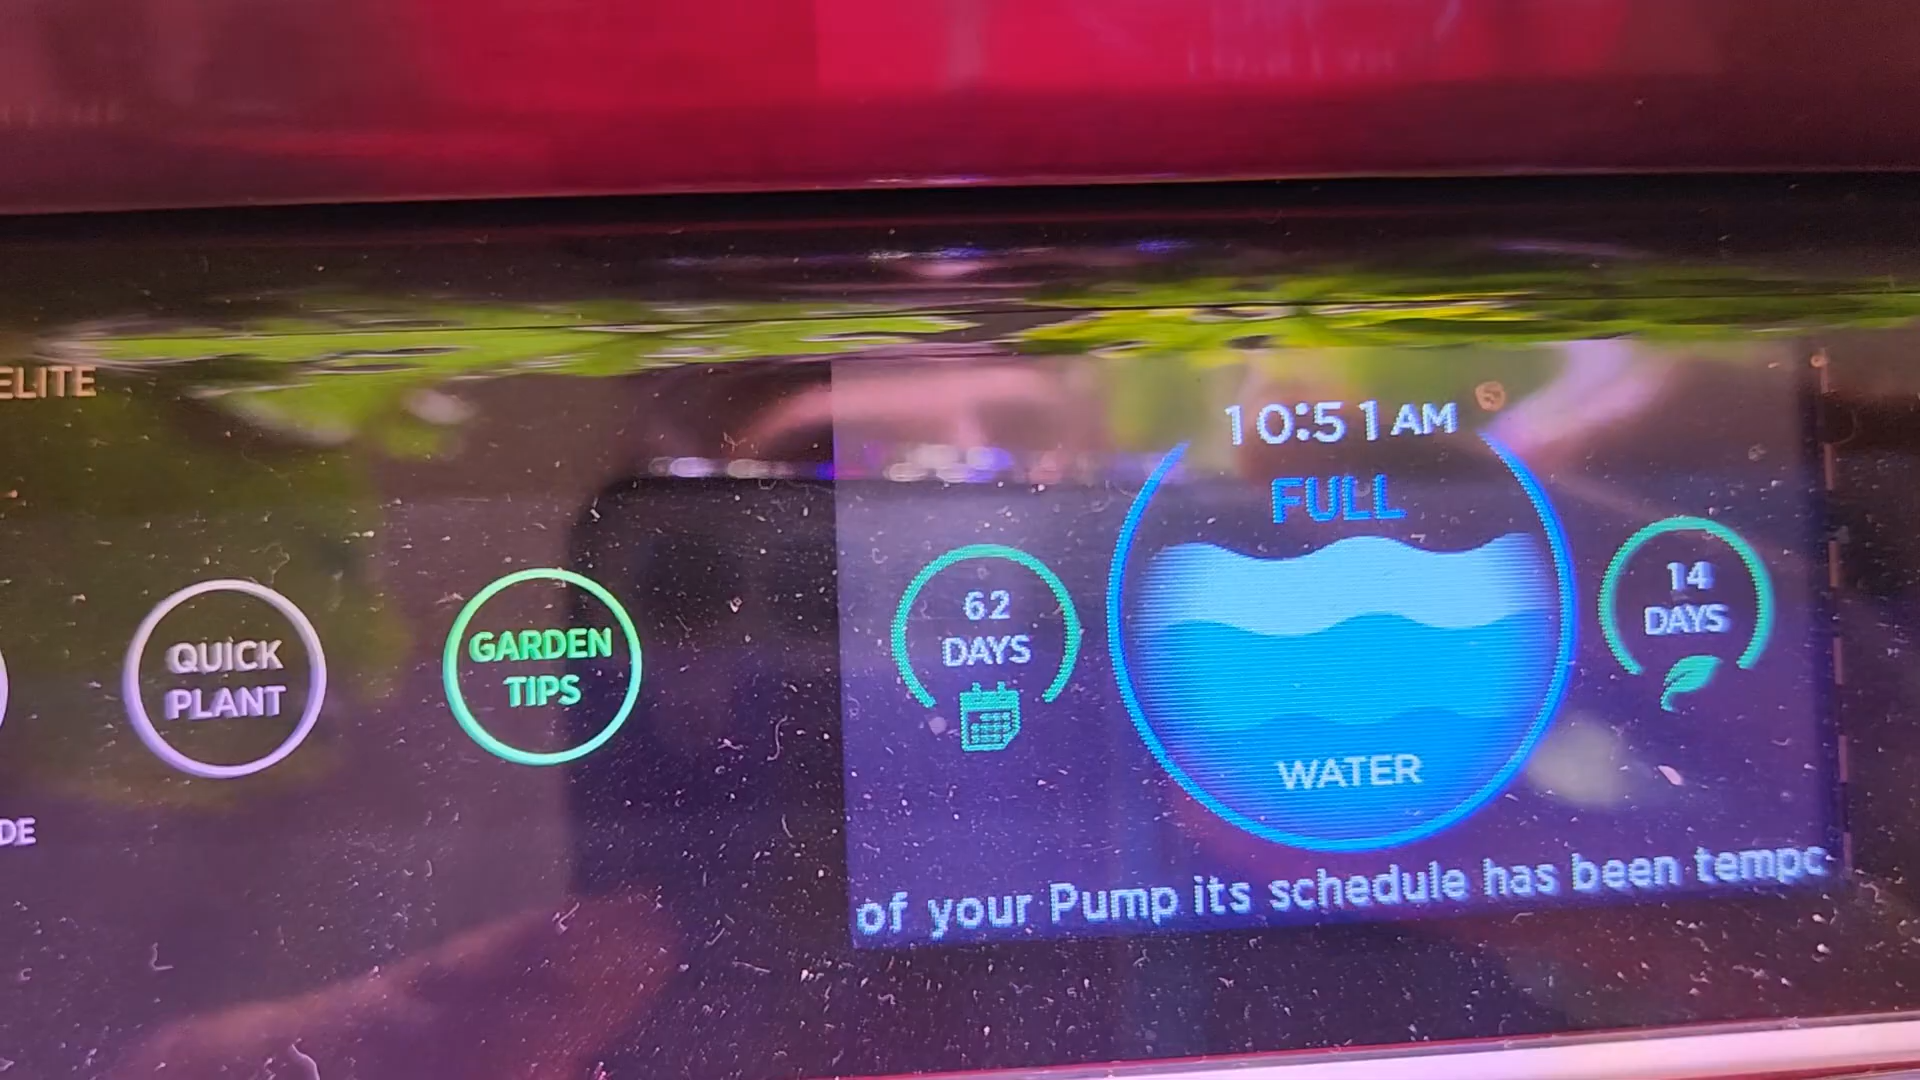 ELITE
QUICK
PLANT
GARDEN
TIPS
DE
10:51 AM
FULL
62
DAYS
14
DAYS
WATER
of your Pump its schedule has been tempo